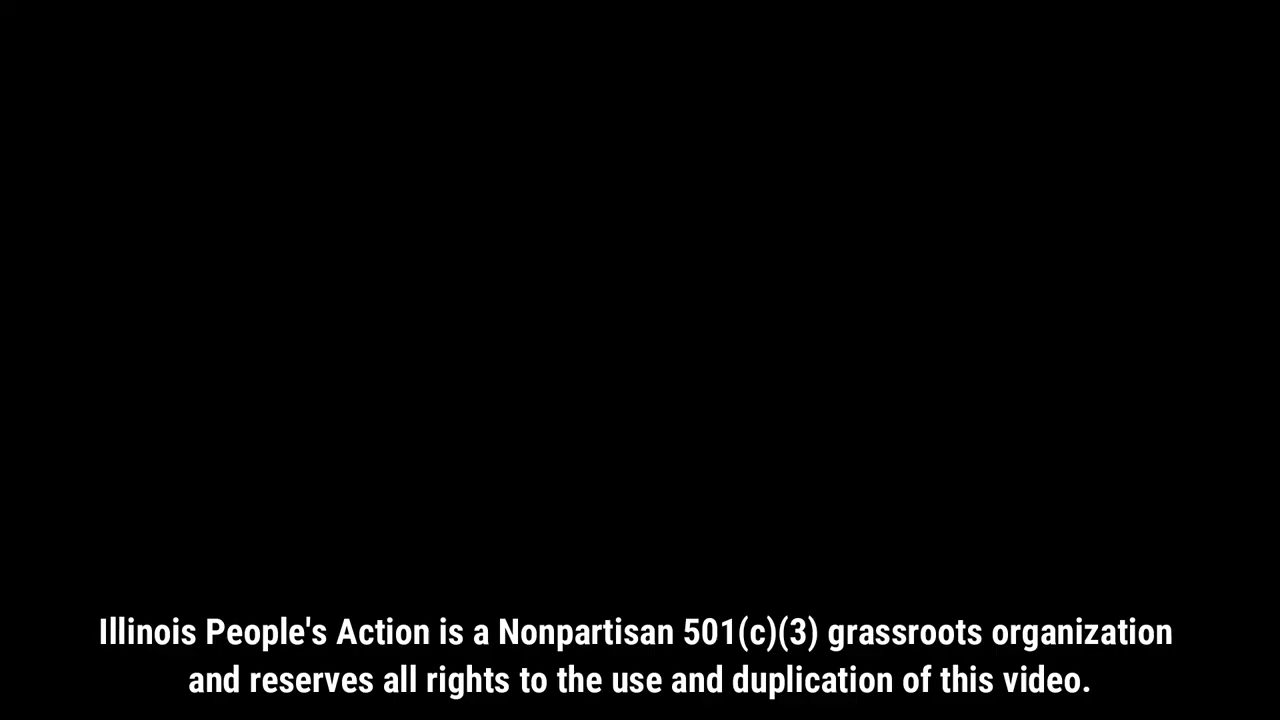 Illinois People's Action is a Nonpartisan 501(c)(3) grassroots organization
and reserves all rights to the use and duplication of this video.